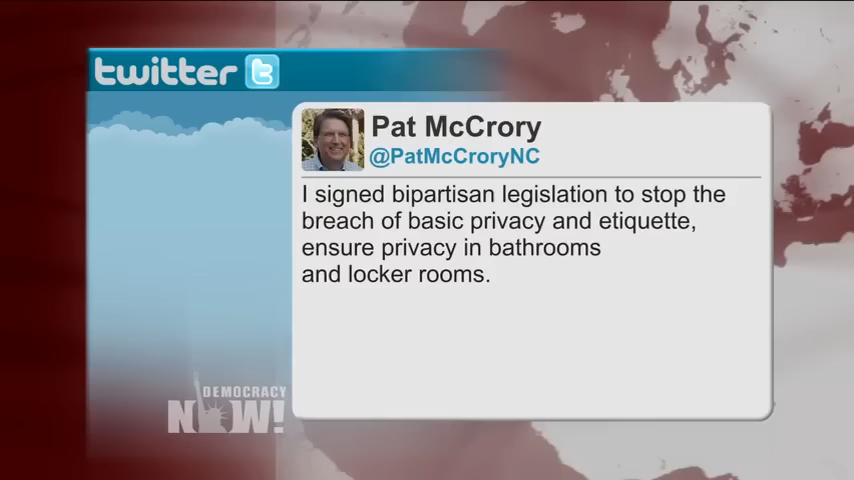 twitter
Pat McCrory
@PatMcCroryNC
I signed bipartisan legislation to stop the
breach of basic privacy and etiquette,
ensure privacy in bathrooms
and locker rooms.
DEMOCRACY
NOW!